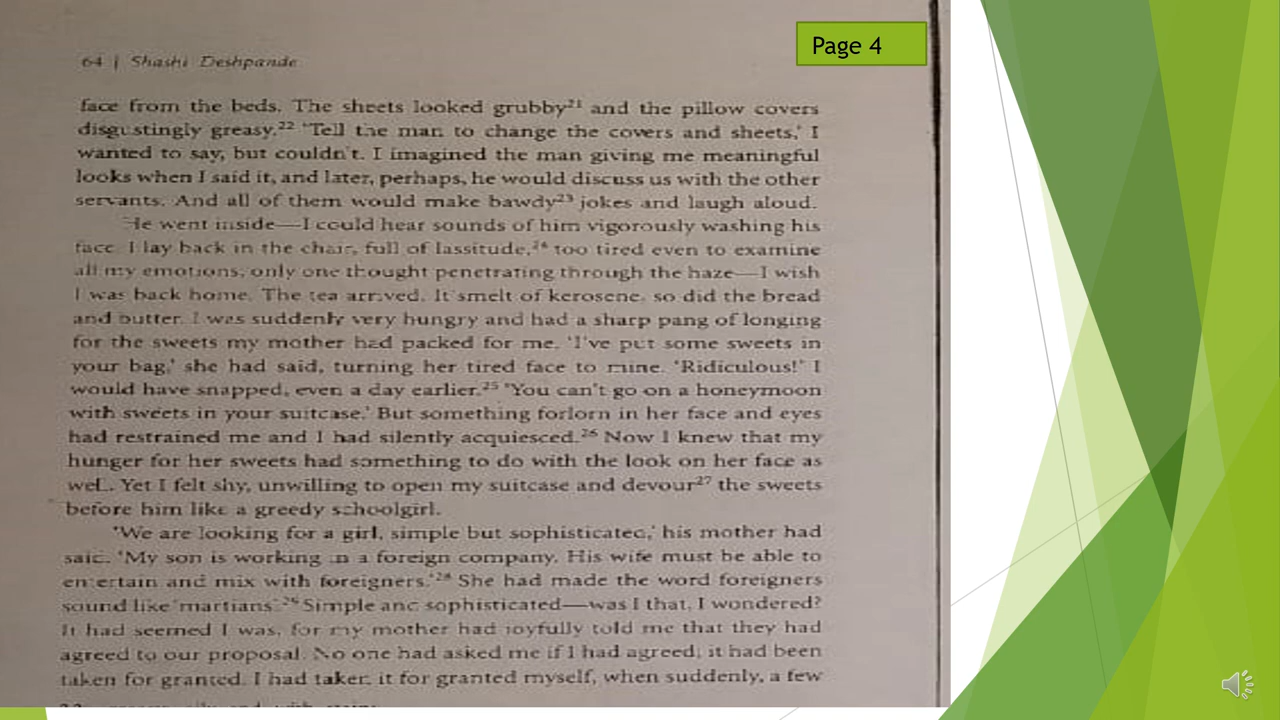 Page 4
64 | Shashi Deshpande
face from the beds. The sheets looked grubby²¹ and the pillow covers
disgustingly greasy.²² 'Tell the man to change the covers and sheets,' I
wanted to say, but couldn't. I imagined the man giving me meaningful
looks when I said it, and later, perhaps, he would discuss us with the other
servants. And all of them would make bawdy²³ jokes and laugh aloud.
He went inside—I could hear sounds of him vigorously washing his
face. I lay back in the chair, full of lassitude,²⁴ too tired even to examine
all my emotions, only one thought penetrating through the haze—I wish
I was back home. The tea arrived. It smelt of kerosene, so did the bread
and butter. I was suddenly very hungry and had a sharp pang of longing
for the sweets my mother had packed for me. 'I've put some sweets in
your bag,' she had said, turning her tired face to mine. 'Ridiculous!' I
would have snapped, even a day earlier.²⁵ 'You can't go on a honeymoon
with sweets in your suitcase.' But something forlorn in her face and eyes
had restrained me and I had silently acquiesced.²⁶ Now I knew that my
hunger for her sweets had something to do with the look on her face as
well. Yet I felt shy, unwilling to open my suitcase and devour²⁷ the sweets
before him like a greedy schoolgirl.
'We are looking for a girl, simple but sophisticated,' his mother had
said. 'My son is working in a foreign company. His wife must be able to
entertain and mix with foreigners.'²⁸ She had made the word foreigners
sound like 'martians'.²⁹ Simple and sophisticated—was I that, I wondered?
It had seemed I was, for my mother had joyfully told me that they had
agreed to our proposal. No one had asked me if I had agreed; it had been
taken for granted. I had taken it for granted myself, when suddenly, a few